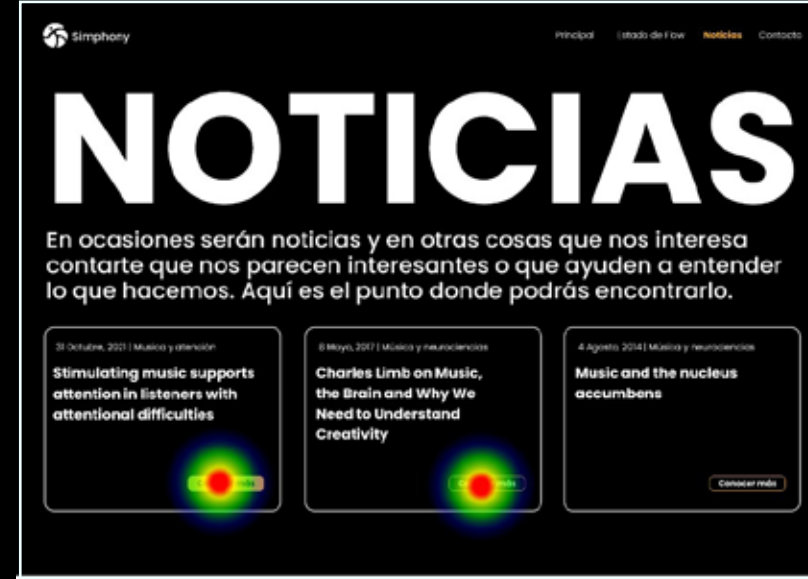 Simphony
Principal Estado de Flow Noticias Contacto
NOTICIAS
En ocasiones serán noticias y en otras cosas que nos interesa
contarte que nos parecen interesantes o que ayuden a entender
lo que hacemos. Aquí es el punto donde podrás encontrarlo.
31 Octubre, 2021 | Musica y atención
Stimulating music supports
attention in listeners with
attentional difficulties
8 Mayo, 2017 | Música y neurociencias
Charles Limb on Music,
the Brain and Why We
Need to Understand
Creativity
4 Agosto, 2014 | Música y neurociencias
Music and the nucleus
accumbens
Conocer más